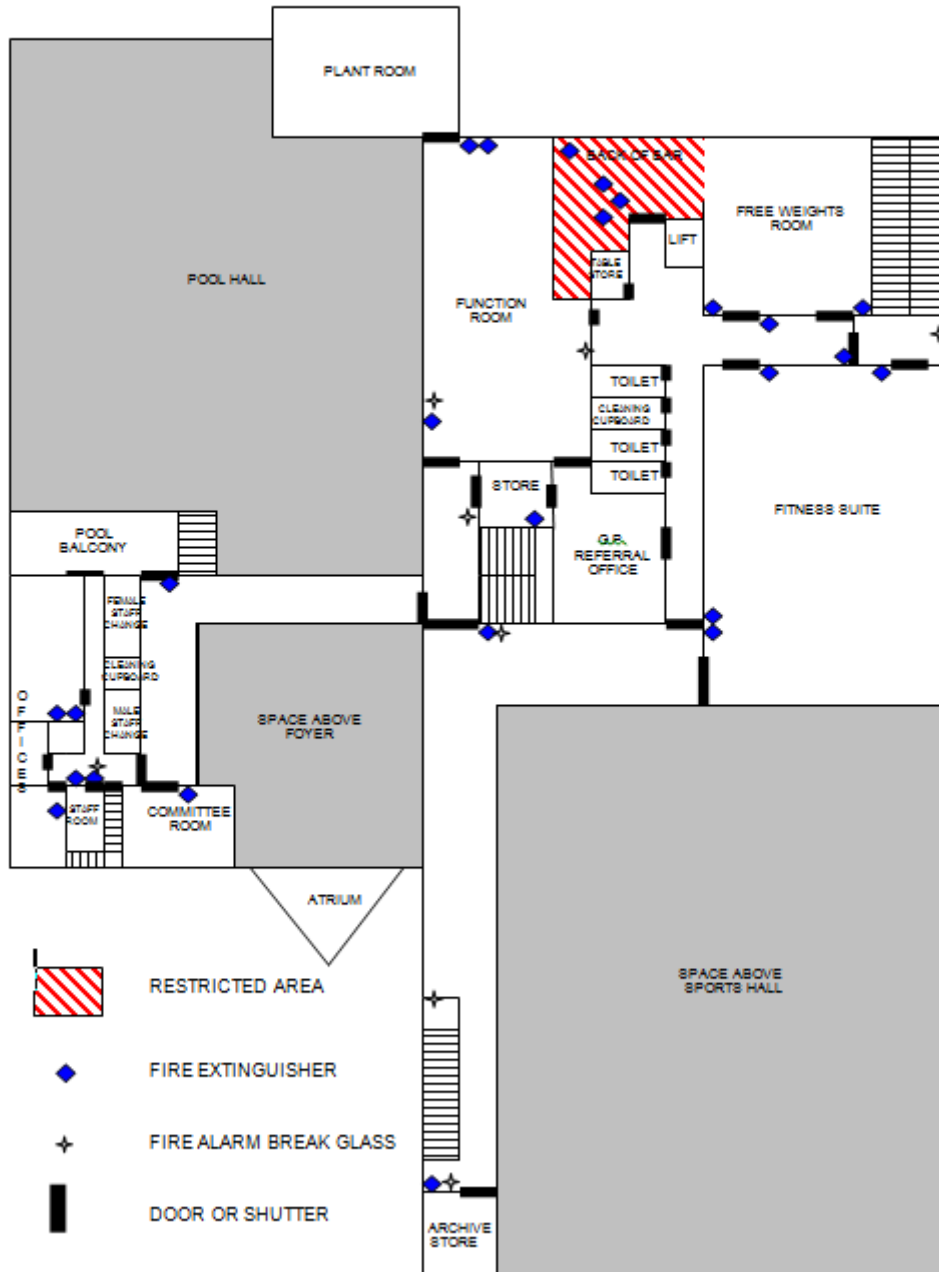 PLANT ROOM
BACK OF BAR
FREE WEIGHTS
ROOM
LIFT
TABLE
STORE
POOL HALL
FUNCTION
ROOM
TOILET
CLEANING
CUPBOARD
TOILET
TOILET
STORE
FITNESS SUITE
G.P.
REFERRAL
OFFICE
POOL
BALCONY
FEMALE
STAFF
CHANGE
CLEANING
CUPBOARD
OFFICES
MALE
STAFF
CHANGE
SPACE ABOVE
FOYER
STAFF
ROOM
COMMITTEE
ROOM
ATRIUM
SPACE ABOVE
SPORTS HALL
RESTRICTED AREA
FIRE EXTINGUISHER
FIRE ALARM BREAK GLASS
DOOR OR SHUTTER
ARCHIVE
STORE